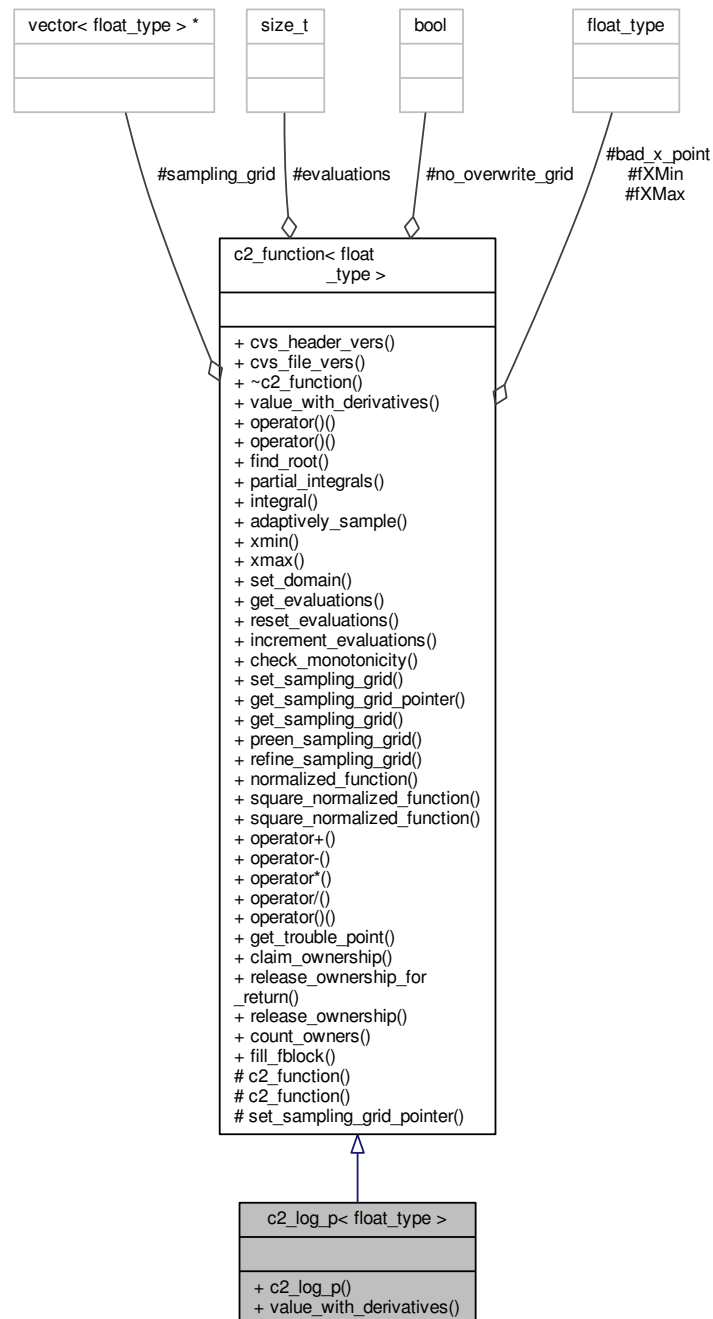 vector< float_type > *
size_t
bool
float_type
#sampling_grid
#evaluations
#no_overwrite_grid
#bad_x_point
#fXMin
#fXMax
c2_function< float
_type >
+ cvs_header_vers()
+ cvs_file_vers()
+ ~c2_function()
+ value_with_derivatives()
+ operator()()
+ operator()()
+ find_root()
+ partial_integrals()
+ integral()
+ adaptively_sample()
+ xmin()
+ xmax()
+ set_domain()
+ get_evaluations()
+ reset_evaluations()
+ increment_evaluations()
+ check_monotonicity()
+ set_sampling_grid()
+ get_sampling_grid_pointer()
+ get_sampling_grid()
+ preen_sampling_grid()
+ refine_sampling_grid()
+ normalized_function()
+ square_normalized_function()
+ square_normalized_function()
+ operator+()
+ operator-()
+ operator*()
+ operator/()
+ operator()()
+ get_trouble_point()
+ claim_ownership()
+ release_ownership_for
_return()
+ release_ownership()
+ count_owners()
+ fill_fblock()
# c2_function()
# c2_function()
# set_sampling_grid_pointer()
c2_log_p< float_type >
+ c2_log_p()
+ value_with_derivatives()